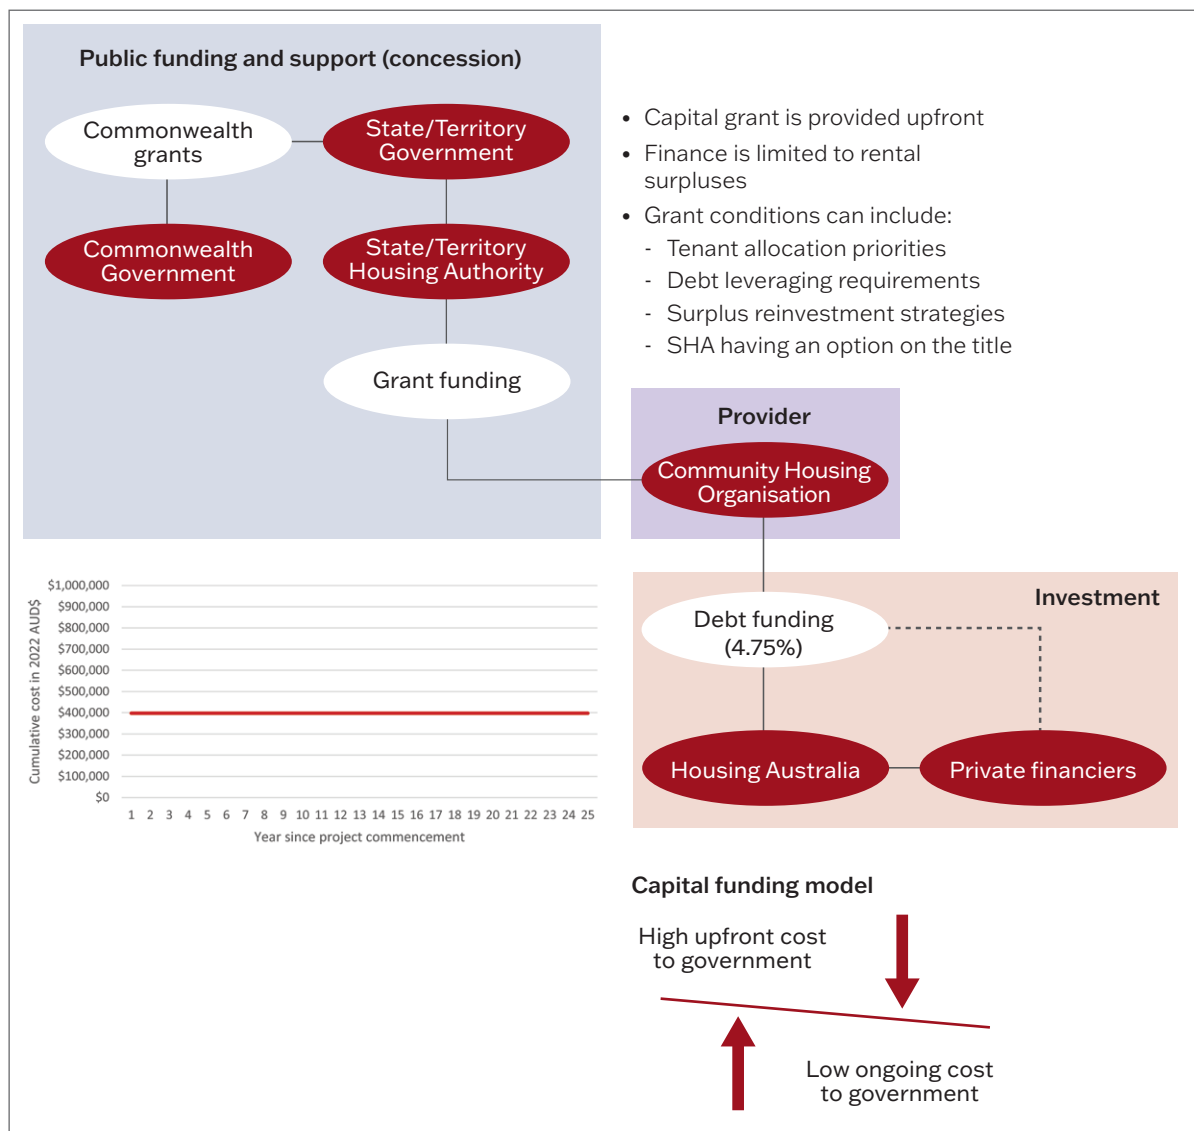 Public funding and support (concession)
Commonwealth
grants
State/Territory
Government
Commonwealth
Government
State/Territory
Housing Authority
Grant funding
• Capital grant is provided upfront
• Finance is limited to rental
surpluses
• Grant conditions can include:
- Tenant allocation priorities
- Debt leveraging requirements
- Surplus reinvestment strategies
- SHA having an option on the title
Provider
Community Housing
Organisation
Investment
Debt funding
(4.75%)
Housing Australia
Private financiers
Cumulative cost in 2022 AUD$
$1,000,000
$900,000
$800,000
$700,000
$600,000
$500,000
$400,000
$300,000
$200,000
$100,000
$0
1 2 3 4 5 6 7 8 9 10 11 12 13 14 15 16 17 18 19 20 21 22 23 24 25
Year since project commencement
Capital funding model
High upfront cost
to government
Low ongoing cost
to government